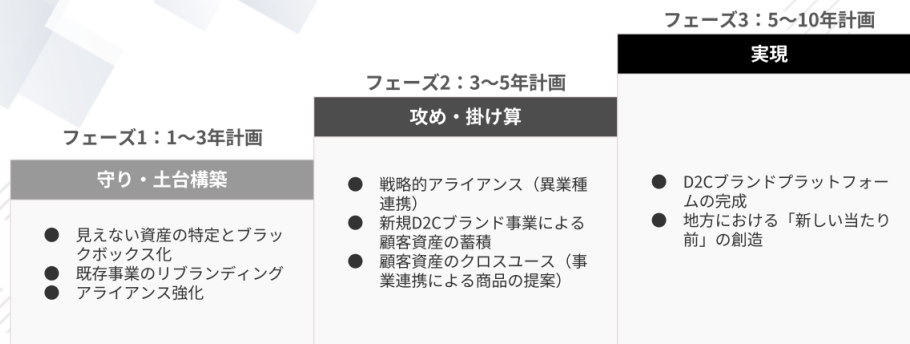 フェーズ1：1〜3年計画
守り・土台構築
● 見えない資産の特定とブラッ
クボックス化
● 既存事業のリブランディング
● アライアンス強化
フェーズ2：3〜5年計画
攻め・掛け算
● 戦略的アライアンス（異業種
連携）
● 新規D2Cブランド事業による
顧客資産の蓄積
● 顧客資産のクロスユース（事
業連携による商品の提案）
フェーズ3：5〜10年計画
実現
● D2Cブランドプラットフォー
ムの完成
● 地方における「新しい当たり
前」の創造